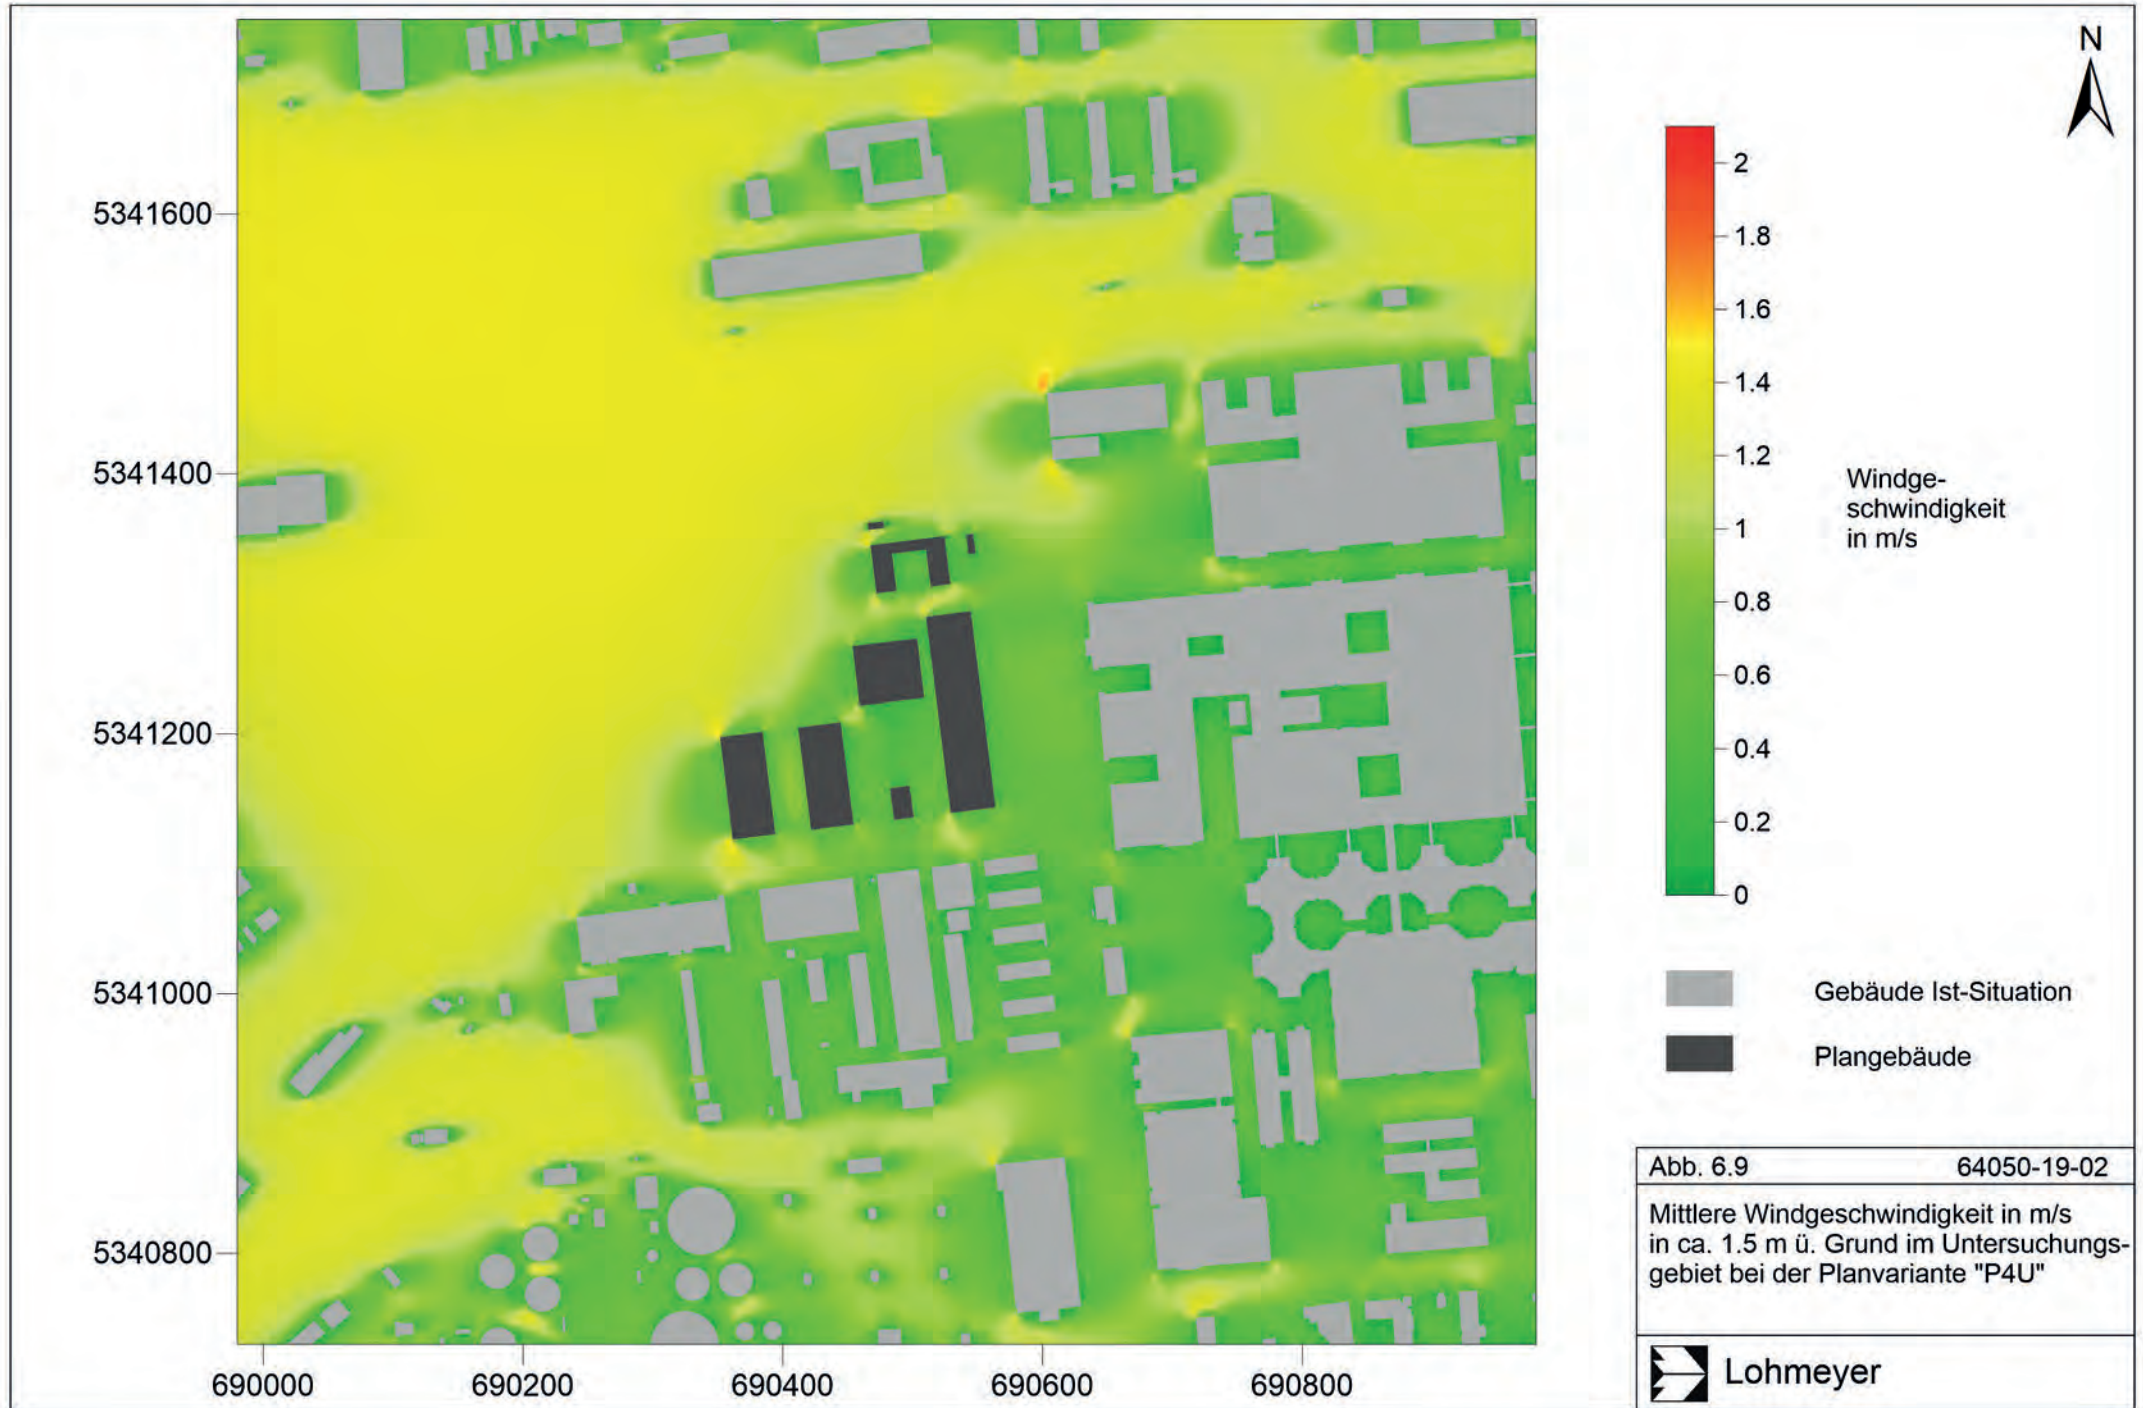 N
2
1.8
1.6
1.4
1.2
1
0.8
0.6
0.4
0.2
0
Windge-
schwindigkeit
in m/s
5341600
5341400
5341200
5341000
5340800
690000
690200
690400
690600
690800
Gebäude Ist-Situation
Plangebäude
Abb. 6.9 64050-19-02
Mittlere Windgeschwindigkeit in m/s
in ca. 1.5 m ü. Grund im Untersuchungs-
gebiet bei der Planvariante "P4U"
Lohmeyer